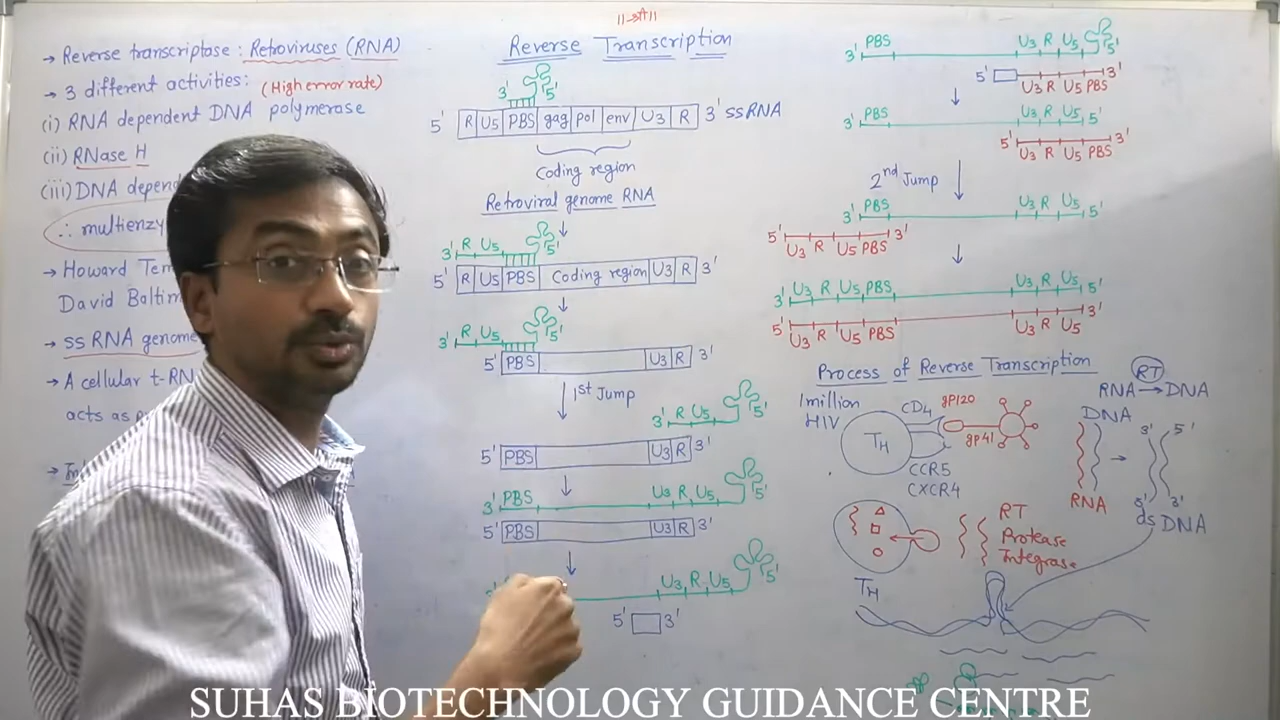 ॥श्री॥
→ Reverse transcriptase : Retroviruses (RNA)
→ 3 different activities: (High error rate)
(i) RNA dependent DNA polymerase
(ii) RNase H
(iii) DNA
∴
→ Howard
David
→ ss RNA genome
→ A cellular
acts as
Reverse Transcription
3' 5'
5' R U5 PBS gag pol env U3 R 3' ssRNA
Coding region
Retroviral genome RNA
3' R U5 5'
5' R U5 PBS Coding region U3 R 3'
3' R U5 5'
5' PBS U3 R 3'
1st Jump
3' R U5 5'
5' PBS U3 R 3'
3' PBS U3 R U5 5'
5' PBS U3 R 3'
U3 R U5 5'
5' 3'
3' PBS U3 R U5 5'
5' U3 R U5 PBS 3'
3' PBS U3 R U5 5'
5' U3 R U5 PBS 3'
2nd Jump
3' PBS U3 R U5 5'
5' U3 R U5 PBS 3'
3' U3 R U5 PBS U3 R U5 5'
5' U3 R U5 PBS U3 R U5 3'
Process of Reverse Transcription
1million HIV
TH
CD4 gp120
gp41
CCR5
CXCR4
RT
RNA → DNA
DNA
RNA
3' 5'
5' 3'
ds DNA
RT
Protease
Integrase
TH
SUHAS BIOTECHNOLOGY GUIDANCE CENTRE